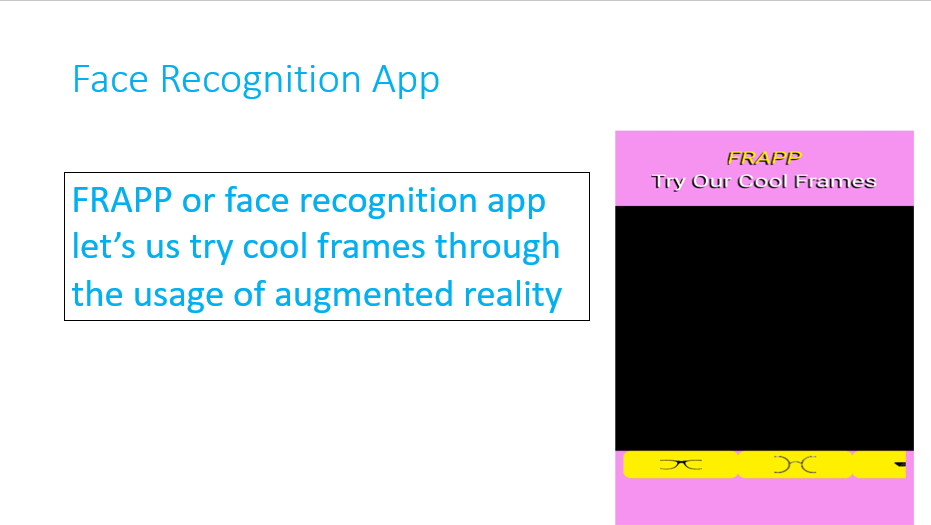 Face Recognition App
FRAPP or face recognition app
let’s us try cool frames through
the usage of augmented reality
FRAPP
Try Our Cool Frames